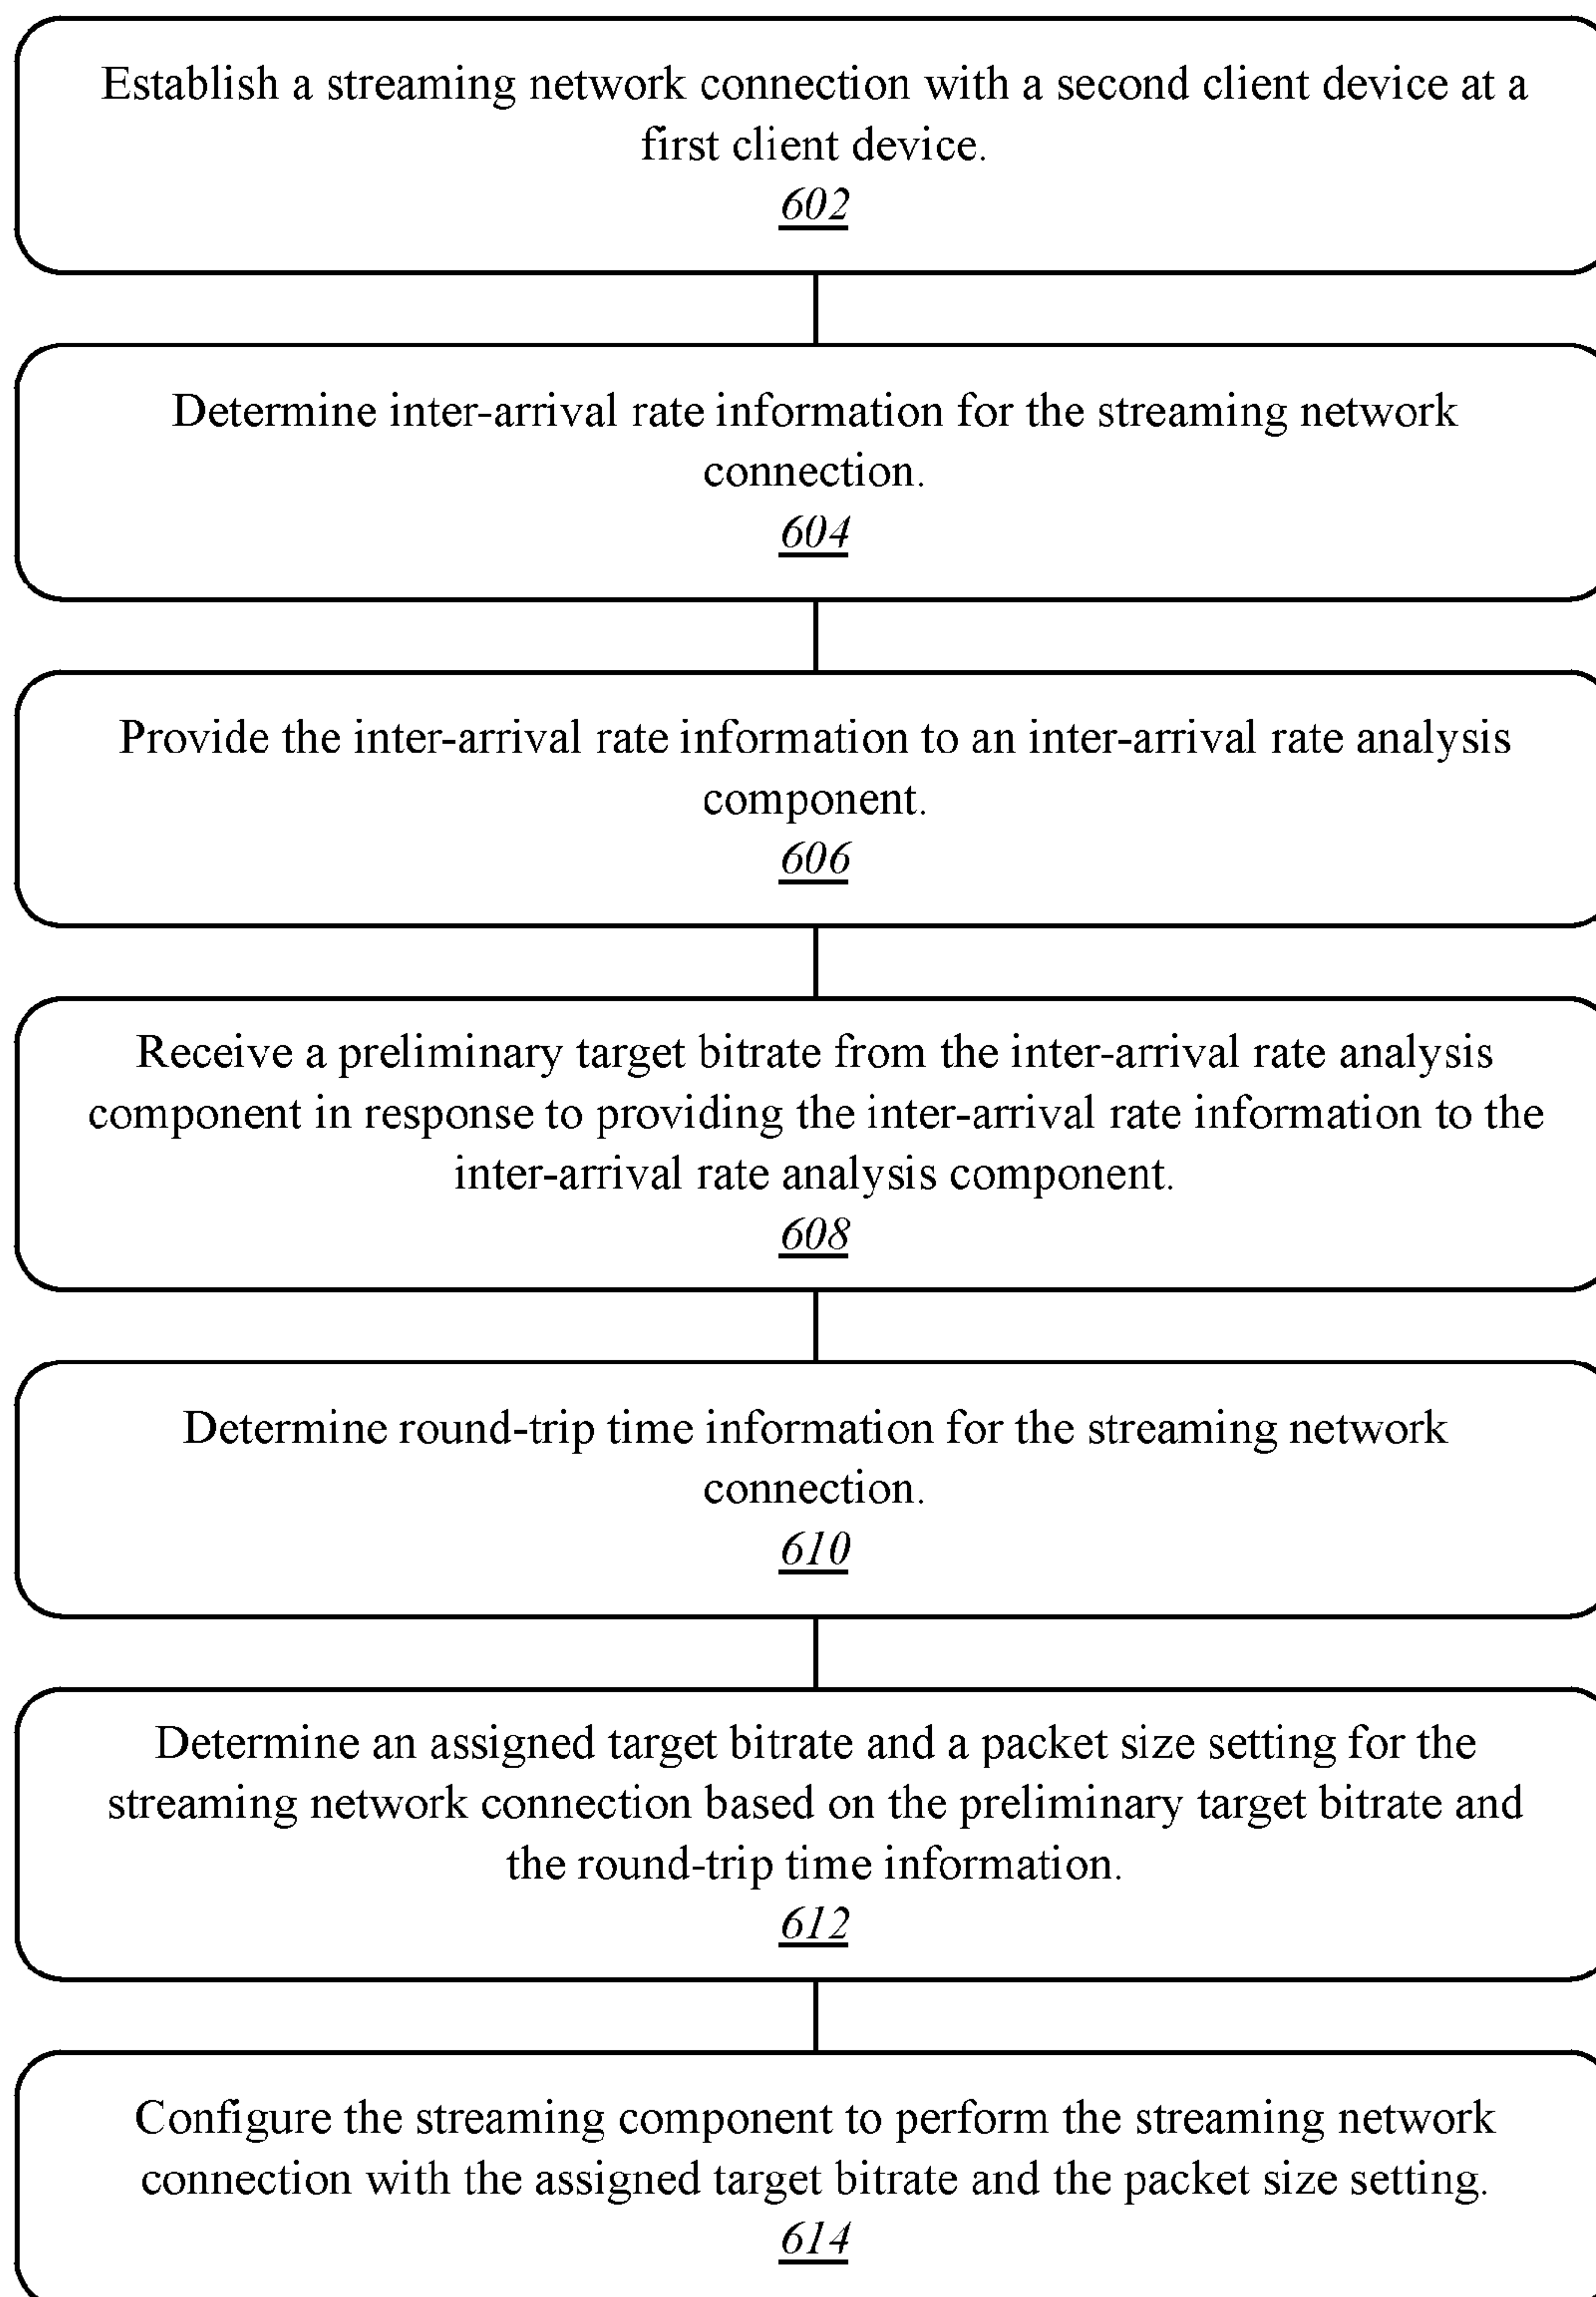 Establish a streaming network connection with a second client device at a
first client device.
602
Determine inter-arrival rate information for the streaming network
connection.
604
Provide the inter-arrival rate information to an inter-arrival rate analysis
component.
606
Receive a preliminary target bitrate from the inter-arrival rate analysis
component in response to providing the inter-arrival rate information to the
inter-arrival rate analysis component.
608
Determine round-trip time information for the streaming network
connection.
610
Determine an assigned target bitrate and a packet size setting for the
streaming network connection based on the preliminary target bitrate and
the round-trip time information.
612
Configure the streaming component to perform the streaming network
connection with the assigned target bitrate and the packet size setting.
614